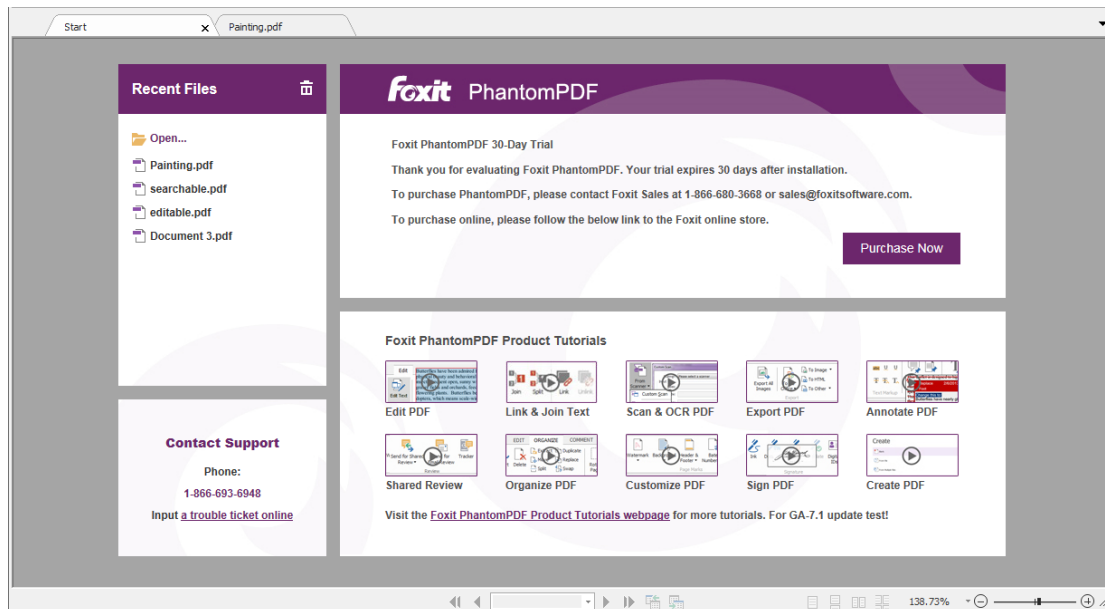 Start
Painting.pdf
Recent Files
Open...
Painting.pdf
searchable.pdf
editable.pdf
Document 3.pdf
Contact Support
Phone:
1-866-693-6948
Input a trouble ticket online
Foxit PhantomPDF
Foxit PhantomPDF 30-Day Trial
Thank you for evaluating Foxit PhantomPDF. Your trial expires 30 days after installation.
To purchase PhantomPDF, please contact Foxit Sales at 1-866-680-3668 or sales@foxitsoftware.com.
To purchase online, please follow the below link to the Foxit online store.
Purchase Now
Foxit PhantomPDF Product Tutorials
Edit PDF
Link & Join Text
Scan & OCR PDF
Export PDF
Annotate PDF
Shared Review
Organize PDF
Customize PDF
Sign PDF
Create PDF
Visit the Foxit PhantomPDF Product Tutorials webpage for more tutorials. For GA-7.1 update test!
138.73%